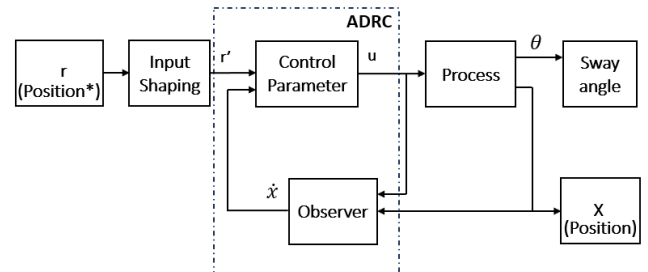 ADRC
r
(Position*)
Input
Shaping
r'
Control
Parameter
u
Process
θ
Sway
angle
ẋ
Observer
X
(Position)